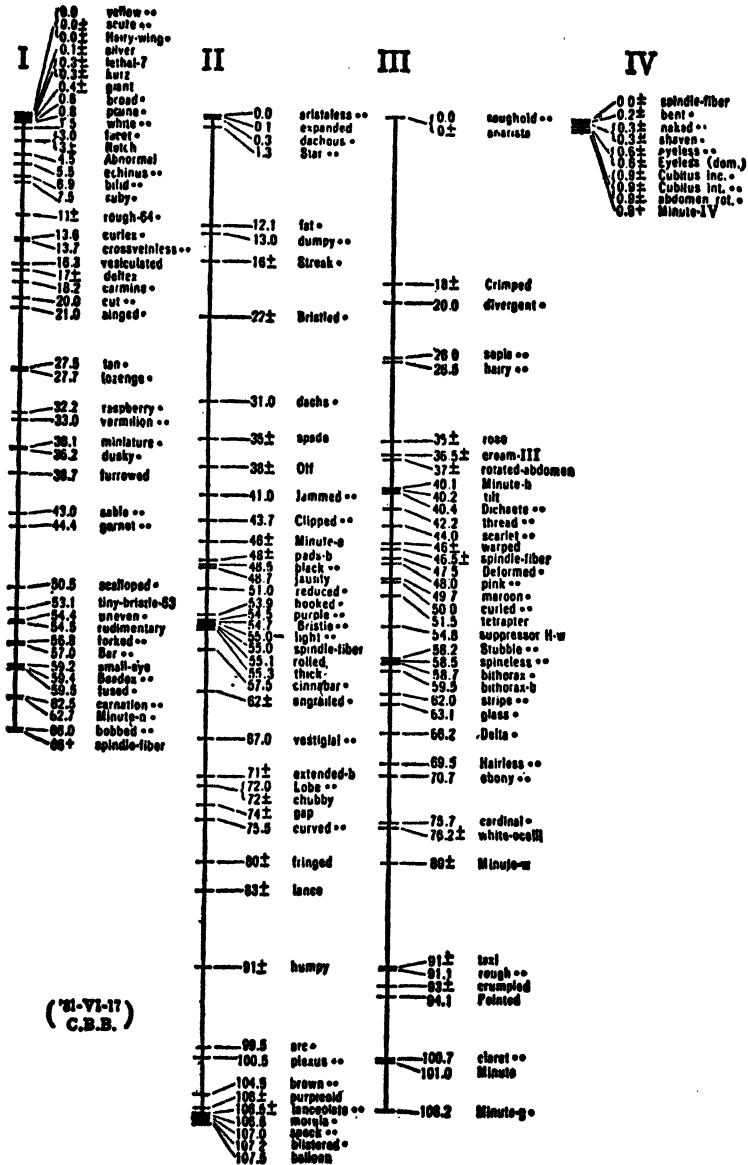 I
0.0 yellow ••
0.0± scute ••
0.0± Hairy-wing•
0.1± silver
0.3± lethal-7
0.3±
0.4± giant
0.6 broad•
0.8 prune•
1.5 white••
3.0 facet•
3± Notch
4.5 Abnormal
5.5 echinus••
6.9 bifid••
7.5 ruby•
11± rough-64•
13.6 curlex•
13.7 crossveinless••
16.3 vesiculated
17± deltex
18.2 carmine•
20.0 cut••
21.0 singed•
27.5 tan•
27.7 lozenge•
32.2 raspberry•
33.0 vermilion••
36.1 miniature•
36.2 dusky•
38.7 furrowed
43.0 sable••
44.4 garnet••
50.5 scalloped•
53.1 tiny-bristle-53
54.4 uneven•
54.5 rudimentary
56.8 forked••
57.0 Bar••
59.2 small-eye
59.4 Beadex••
59.5 fused•
62.5 carnation••
62.7 Minute-n•
66.0 bobbed••
66+ spindle-fiber
II
0.0 aristaless••
0.1 expanded
0.3 dachous•
1.3 Star••
12.1 fat•
13.0 dumpy••
16± Streak•
22± Bristled•
31.0 dachs•
35± spade
38± Off
41.0 Jammed••
43.7 Clipped••
46± Minute-e
48± pads-b
48.5 black••
48.7 jaunty
51.0 reduced•
53.9 hooked•
54.5 purple••
54.7 Bristle••
55.0— light••
55.0 spindle-fiber
55.1 rolled
55.3 thick•
57.5 cinnabar•
62± engrailed•
67.0 vestigial••
71± extended-b
72.0 Lobe••
72± chubby
74± gap
75.5 curved••
80± fringed
83± lance
91± humpy
99.5 arc•
100.5 plexus••
104.5 brown••
106± purploid
106.5± lanceolate••
106.6 morula•
107.0 speck••
107.2 blistered•
107.5 balloon
III
0.0 roughoid••
0± anarista
18± Crimped
20.0 divergent•
26.0 sepia••
26.5 hairy••
35± rose
36.5± cream-III
37± rotated-abdomen
40.1 Minute-h
40.2 tilt
40.4 Dichaete••
42.2 thread••
44.0 scarlet••
46± warped
46.5± spindle-fiber
47.5 Deformed•
48.0 pink••
49.7 maroon•
50.0 curled••
51.5 tetrapter
54.8 suppressor H-w
58.2 Stubble••
58.5 spineless••
58.7 bithorax•
59.5 bithorax-b
62.0 stripe••
63.1 glass•
66.2 Delta•
69.5 Hairless••
70.7 ebony••
75.7 cardinal•
76.2± white-ocelli
80± Minute-w
91± taxi
91.1 rough••
93± crumpled
94.1 Pointed
100.7 claret••
101.0 Minute
106.2 Minute-g•
IV
0.0± spindle-fiber
0.2± bent•
0.3± naked••
0.3± shaven•
0.6± eyeless••
0.6± Eyeless (dom.)
0.9± Cubitus inc.•
0.9± Cubitus int.••
0.9± abdomen rot.•
0.9+ Minute-IV
('31-VI-17
C.B.B.)